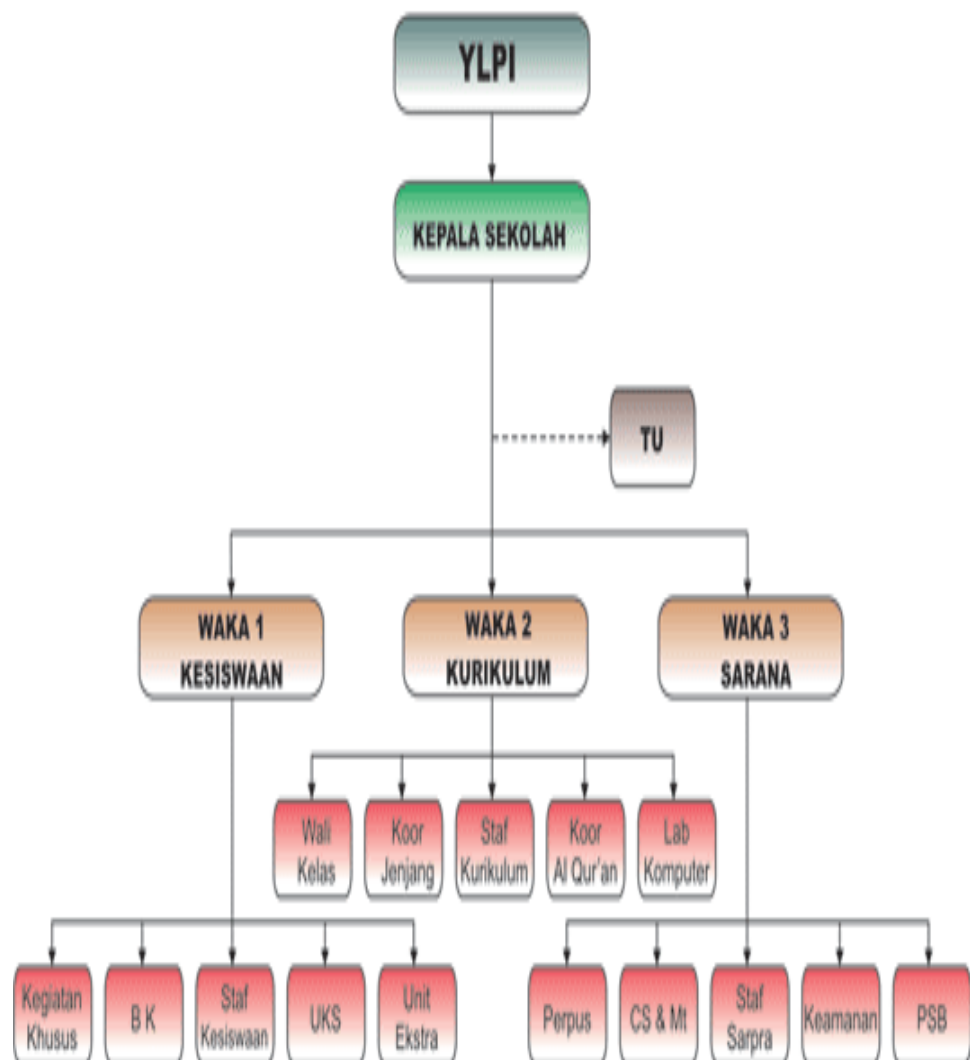 YLPI
KEPALA SEKOLAH
TU
WAKA 1
KESISWAAN
WAKA 2
KURIKULUM
WAKA 3
SARANA
Wali
Kelas
Koor
Jenjang
Staf
Kurikulum
Koor
Al Qur'an
Lab
Komputer
Kegiatan
Khusus
B K
Staf
Kesiswaan
UKS
Unit
Ekstra
Perpus
CS & Mt
Staf
Sarpra
Keamanan
PSB